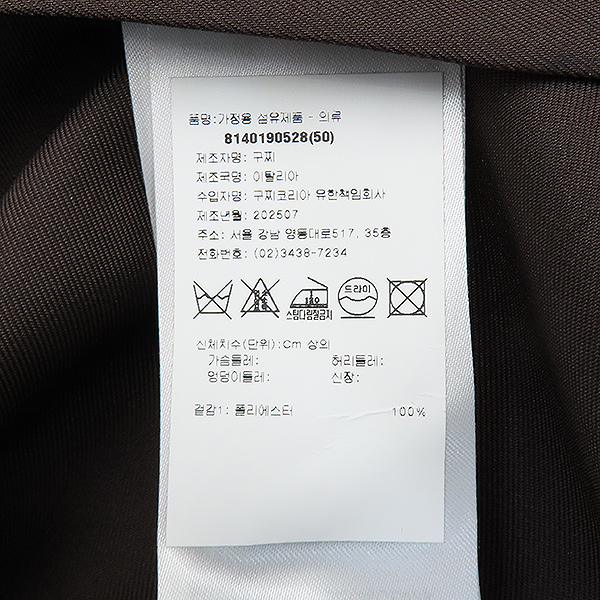 품명:가정용 섬유제품 - 의류
8140190528(50)
제조자명: 구찌
제조국명: 이탈리아
수입자명: 구찌코리아 유한책임회사
제조년월: 202507
주소: 서울 강남 영동대로517, 35층
전화번호: (02)3438-7234
드라이
스팀다림질금지
신체치수(단위):Cm 상의
가슴둘레: 허리둘레:
엉덩이둘레: 신장:
겉감1: 폴리에스터 100%